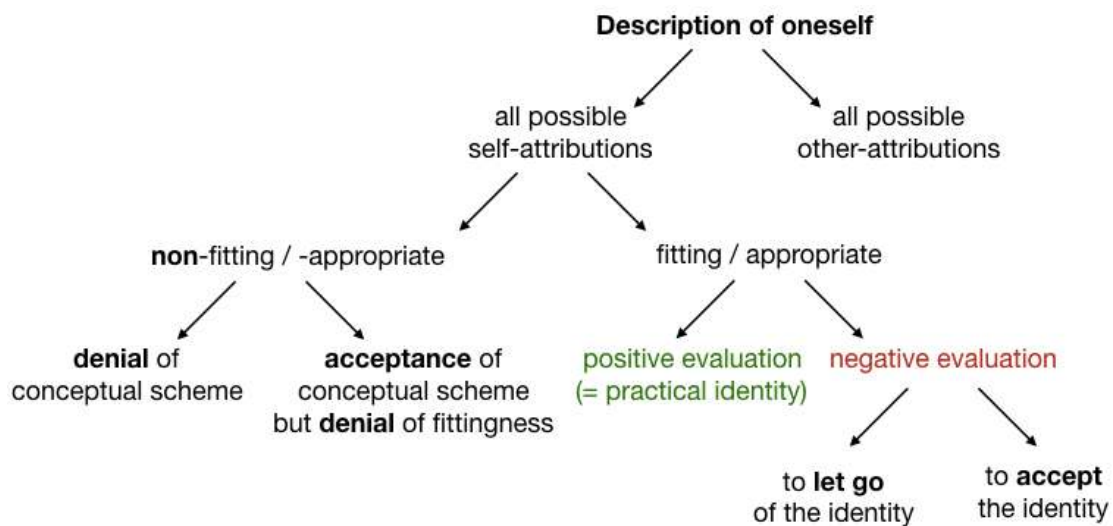 Description of oneself
all possible
self-attributions
all possible
other-attributions
non-fitting / -appropriate
fitting / appropriate
denial of
conceptual scheme
acceptance of
conceptual scheme
but denial of fittingness
positive evaluation
(= practical identity)
negative evaluation
to let go
of the identity
to accept
the identity